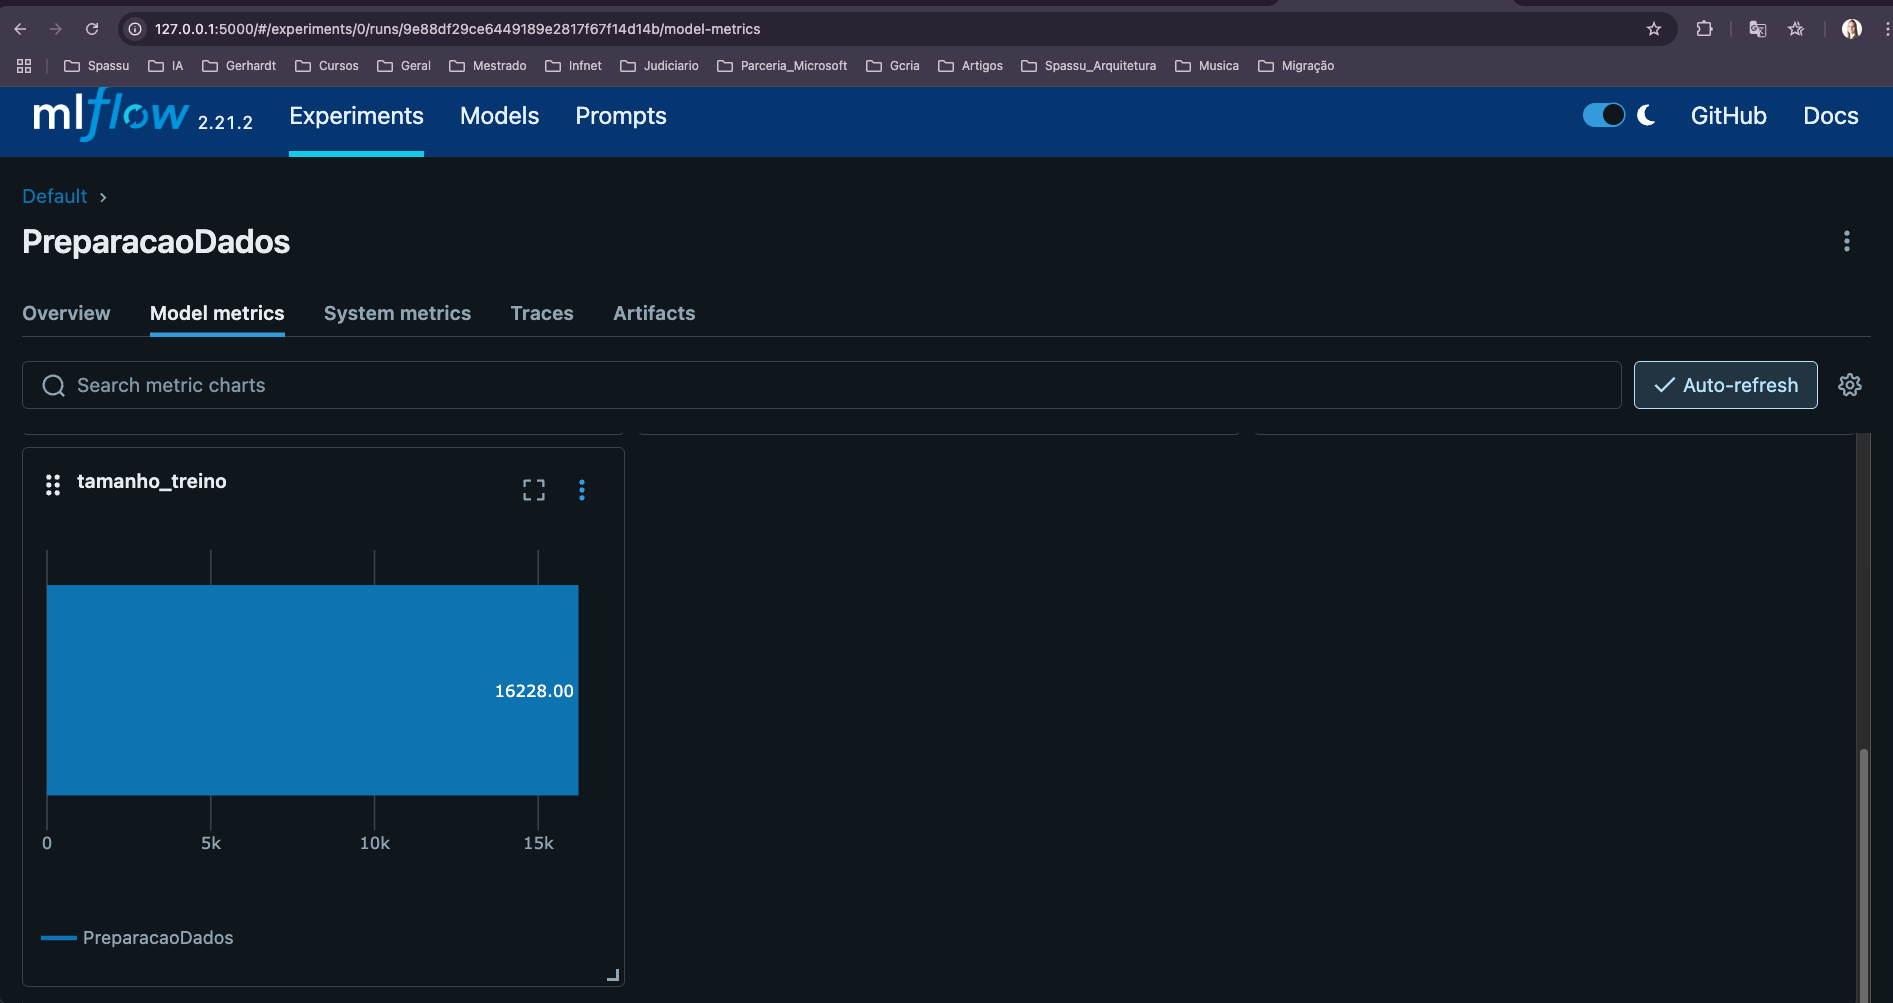 127.0.0.1:5000/#/experiments/0/runs/9e88df29ce6449189e2817f67f14d14b/model-metrics
Spassu IA Gerhardt Cursos Geral Mestrado Infnet Judiciario Parceria_Microsoft Gcria Artigos Spassu_Arquitetura Musica Migração
mlflow 2.21.2 Experiments Models Prompts GitHub Docs
Default ›
PreparacaoDados
Overview Model metrics System metrics Traces Artifacts
Search metric charts Auto-refresh
tamanho_treino
16228.00
0 5k 10k 15k
PreparacaoDados